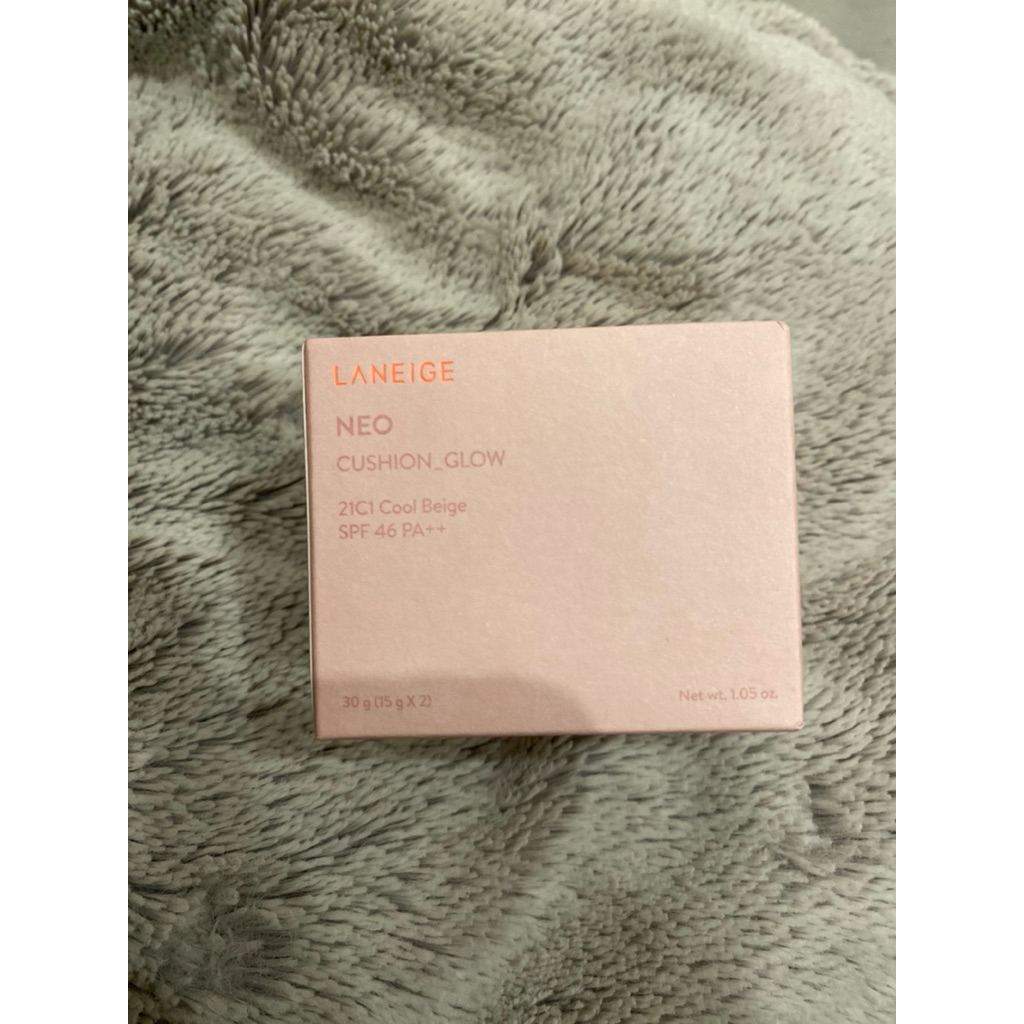 LANEIGE
NEO
CUSHION_GLOW
21C1 Cool Beige
SPF 46 PA++
30 g (15 g X 2)
Net wt. 1.05 oz.